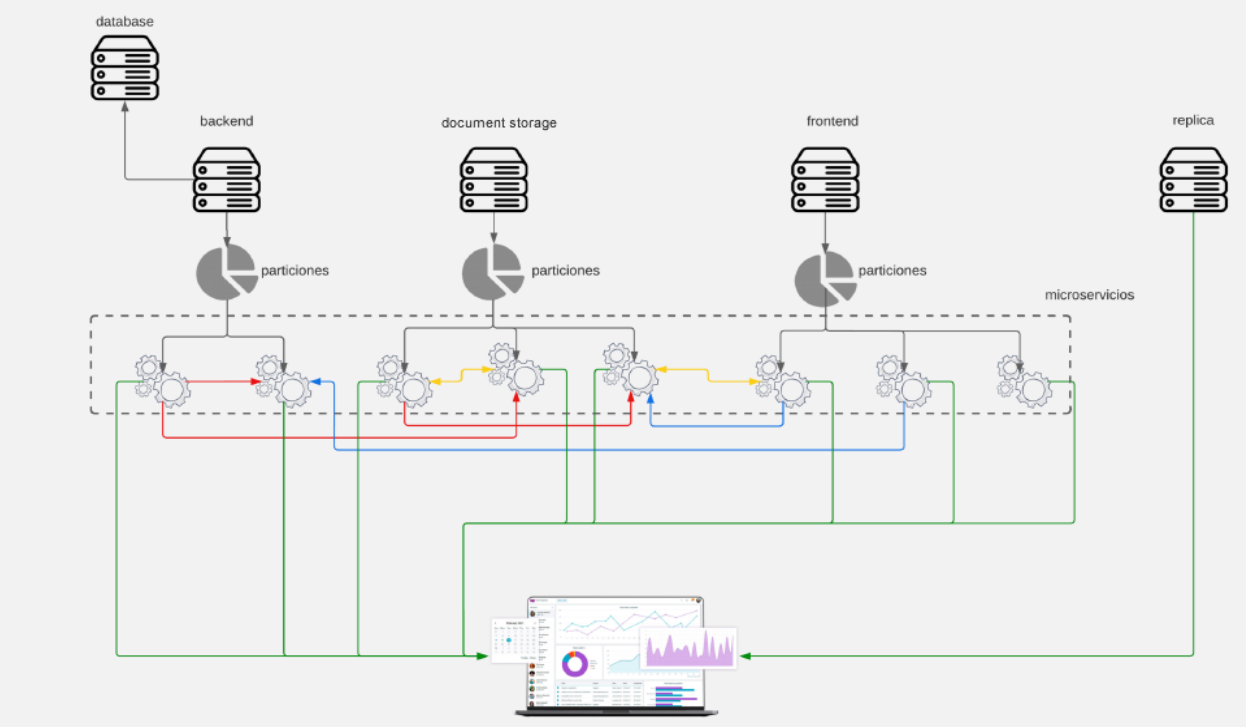 database
backend
document storage
frontend
replica
particiones
particiones
particiones
microservicios